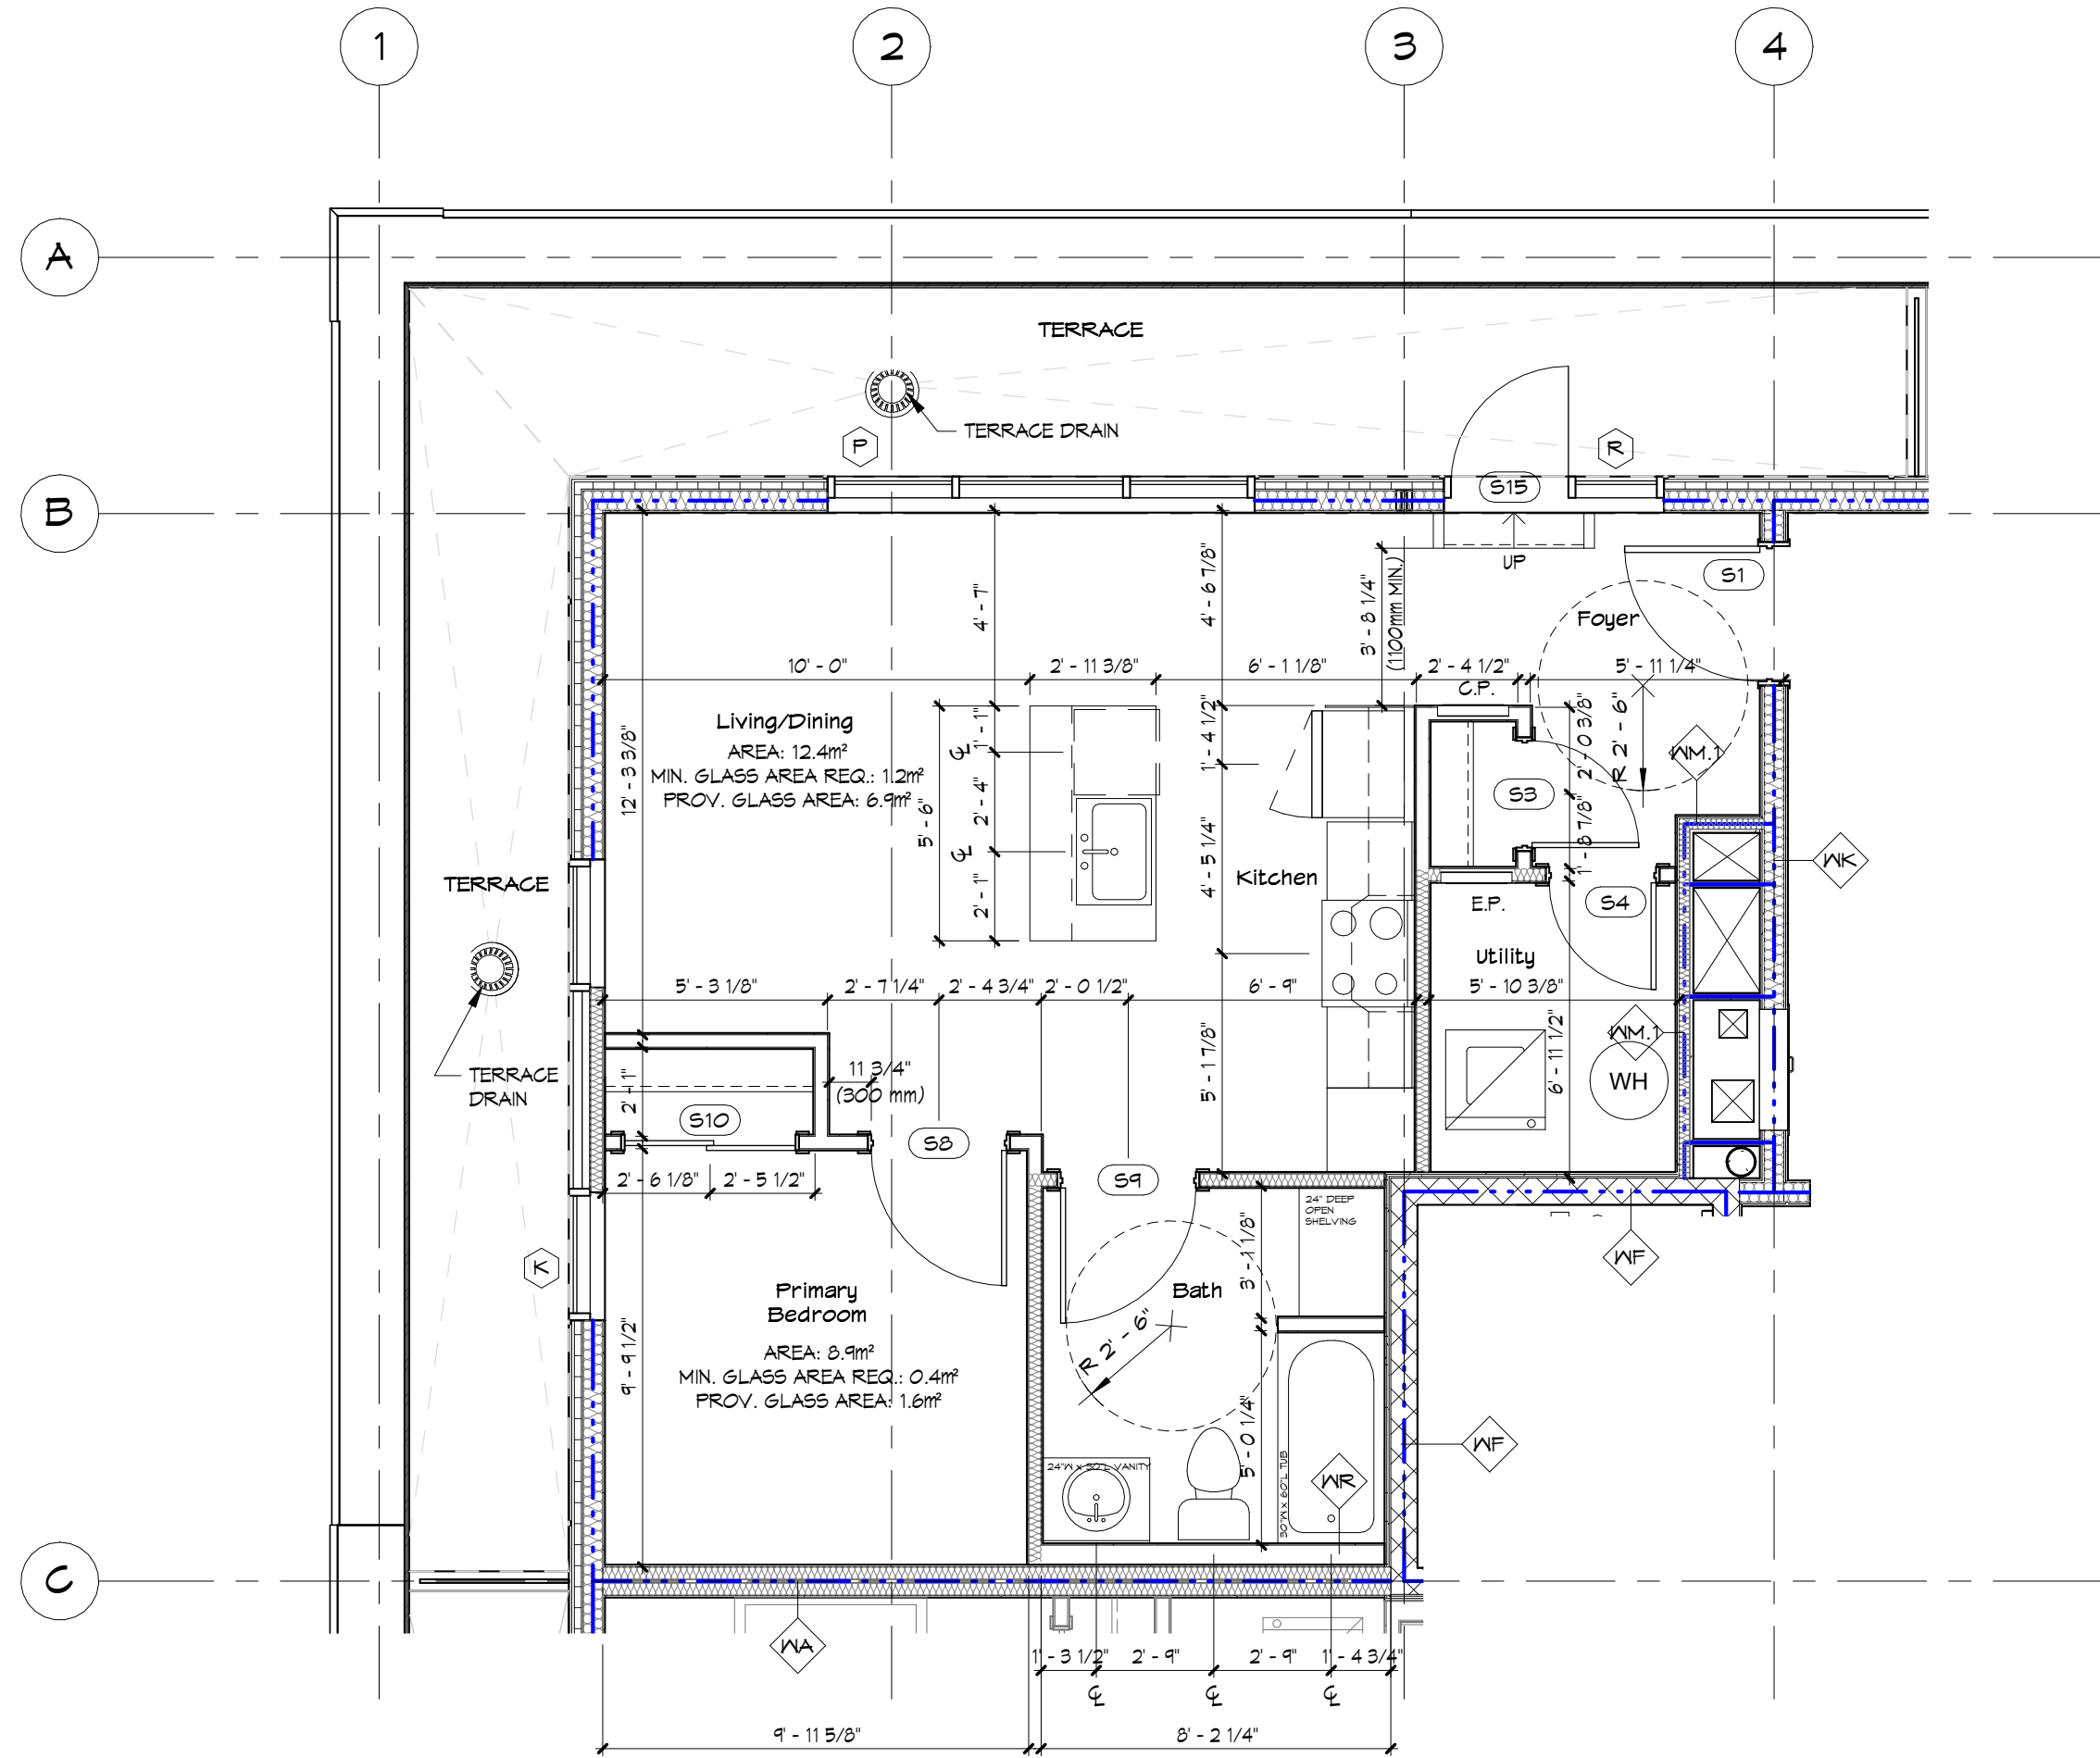 1
2
3
4
A
TERRACE
TERRACE DRAIN
P
R
S15
B
UP
S1
Foyer
4' - 7"
4' - 6 7/8"
3' - 8 1/4"
(1100mm MIN.)
10' - 0"
2' - 11 3/8"
6' - 1 1/8"
2' - 4 1/2"
5' - 11 1/4"
C.P.
Living/Dining
AREA: 12.4m²
MIN. GLASS AREA REQ.: 1.2m²
PROV. GLASS AREA: 6.9m²
12' - 3 3/8"
5' - 6"
1' - 1"
℄
2' - 4"
℄
2' - 1"
1' - 4 1/2"
4' - 5 1/4"
Kitchen
S3
2' - 0 3/8"
R 2' - 6"
1' - 8 7/8"
WM.1
WK
TERRACE
E.P.
S4
Utility
5' - 3 1/8"
2' - 7 1/4"
2' - 4 3/4"
2' - 0 1/2"
6' - 9"
5' - 10 3/8"
6' - 11 1/2"
WM.1
WH
TERRACE
DRAIN
2' - 1"
11 3/4"
(300 mm)
5' - 1 7/8"
S10
S8
S9
2' - 6 1/8"
2' - 5 1/2"
24" DEEP
OPEN
SHELVING
3' - 1 1/8"
K
WF
Primary
Bedroom
AREA: 8.9m²
MIN. GLASS AREA REQ.: 0.4m²
PROV. GLASS AREA: 1.6m²
9' - 9 1/2"
Bath
R 2' - 6"
5' - 0 1/4"
WF
24"W x 30"L VANITY
30"W x 60"L TUB
WR
C
WA
1' - 3 1/2"
2' - 9"
2' - 9"
1' - 4 3/4"
℄
℄
℄
9' - 11 5/8"
8' - 2 1/4"